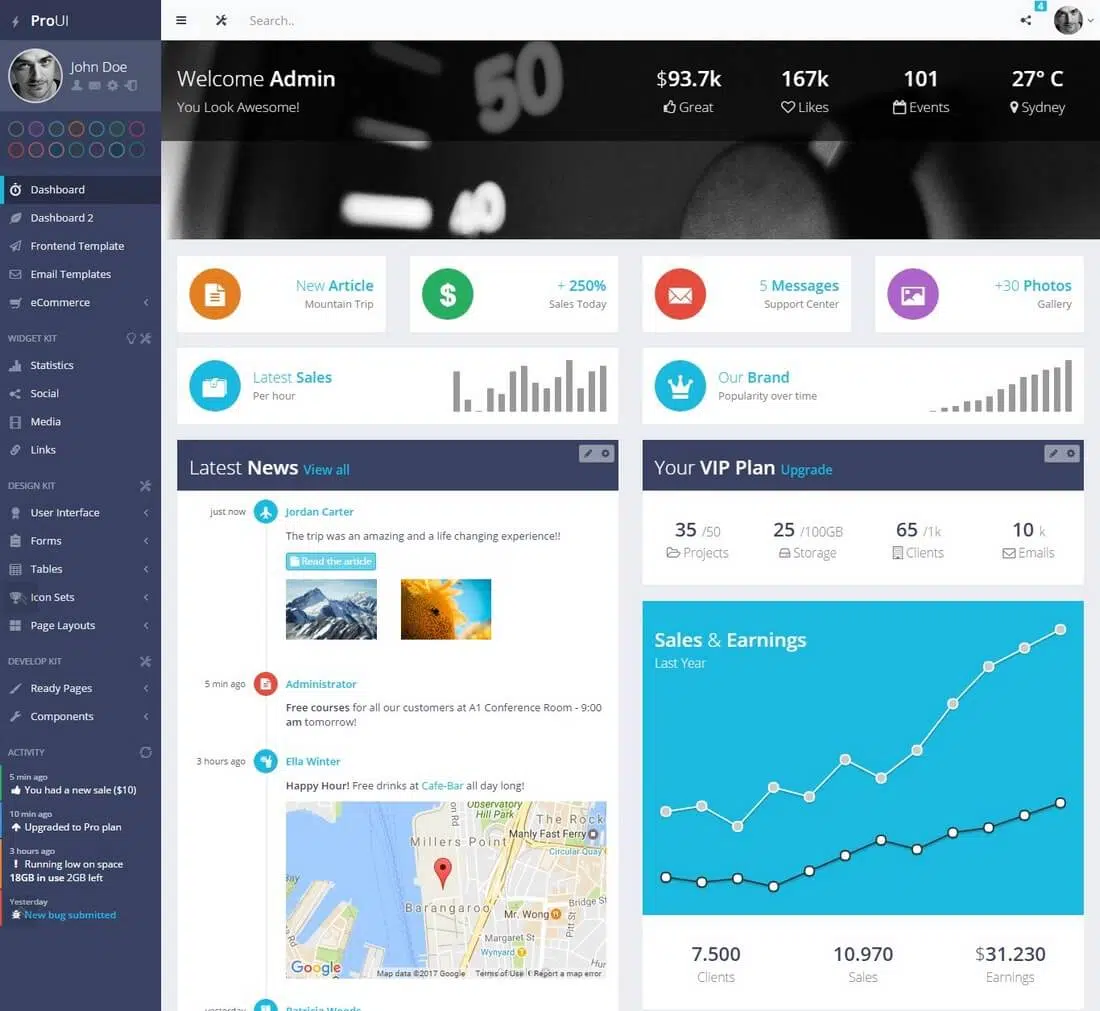 ProUI
Search..
4
John Doe
Dashboard
Dashboard 2
Frontend Template
Email Templates
eCommerce
WIDGET KIT
Statistics
Social
Media
Links
DESIGN KIT
User Interface
Forms
Tables
Icon Sets
Page Layouts
DEVELOP KIT
Ready Pages
Components
ACTIVITY
5 min ago
You had a new sale ($10)
10 min ago
Upgraded to Pro plan
3 hours ago
Running low on space
18GB in use 2GB left
Yesterday
New bug submitted
Welcome Admin
You Look Awesome!
$93.7k
Great
167k
Likes
101
Events
27° C
Sydney
50
40
New Article
Mountain Trip
+ 250%
Sales Today
5 Messages
Support Center
+30 Photos
Gallery
Latest Sales
Per hour
Our Brand
Popularity over time
Latest News View all
just now
Jordan Carter
The trip was an amazing and a life changing experience!!
Read the article
5 min ago
Administrator
Free courses for all our customers at A1 Conference Room - 9:00
am tomorrow!
3 hours ago
Ella Winter
Happy Hour! Free drinks at Cafe-Bar all day long!
Observatory
Hill Park
on Rd
The Rock
Manly Fast Ferry
Millers Point
Circular Quay
Bay
Barangaroo
Bridge St
Mr. Wong
Pitt St
Margaret St
Wynyard
Rd
Hur
Google
Map data ©2017 Google
Terms of Use
Report a map error
yesterday
Patricia Woods
Your VIP Plan Upgrade
35 /50
Projects
25 /100GB
Storage
65 /1k
Clients
10 k
Emails
Sales & Earnings
Last Year
7.500
Clients
10.970
Sales
$31.230
Earnings